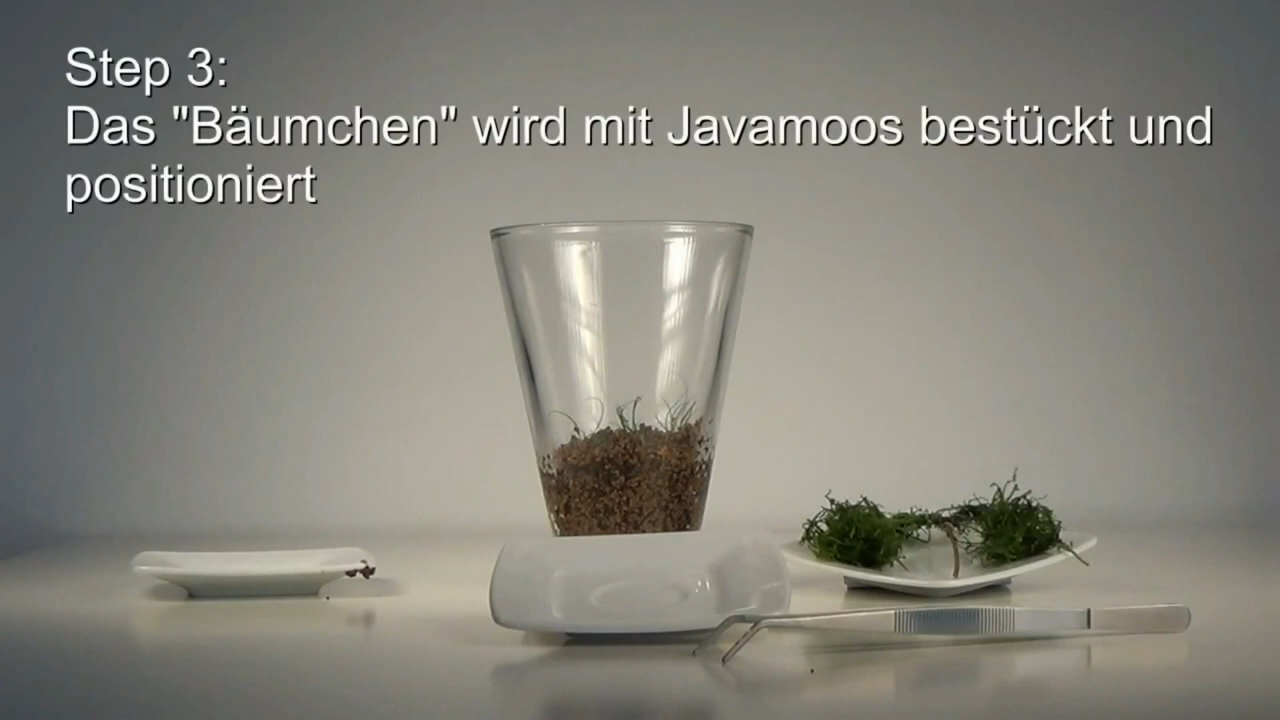 Step 3:
Das "Bäumchen" wird mit Javamoos bestückt und
positioniert